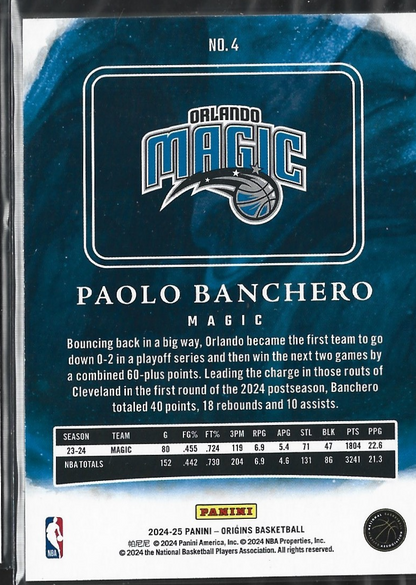 NO. 4
ORLANDO
MAGIC
PAOLO BANCHERO
MAGIC
Bouncing back in a big way, Orlando became the first team to go
down 0-2 in a playoff series and then win the next two games by
a combined 60-plus points. Leading the charge in those routs of
Cleveland in the first round of the 2024 postseason, Banchero
totaled 40 points, 18 rebounds and 10 assists.
SEASON TEAM G FG% FT% 3PM RPG APG STL BLK PTS PPG
23-24 MAGIC 80 .455 .724 119 6.9 5.4 71 47 1804 22.6
NBA TOTALS 152 .442 .730 204 6.9 4.6 131 86 3241 21.3
PANINI
2024-25 PANINI – ORIGINS BASKETBALL
帕尼尼 © 2024 Panini America, Inc. © 2024 NBA Properties, Inc.
© 2024 the National Basketball Players Association. All rights reserved.
NBA